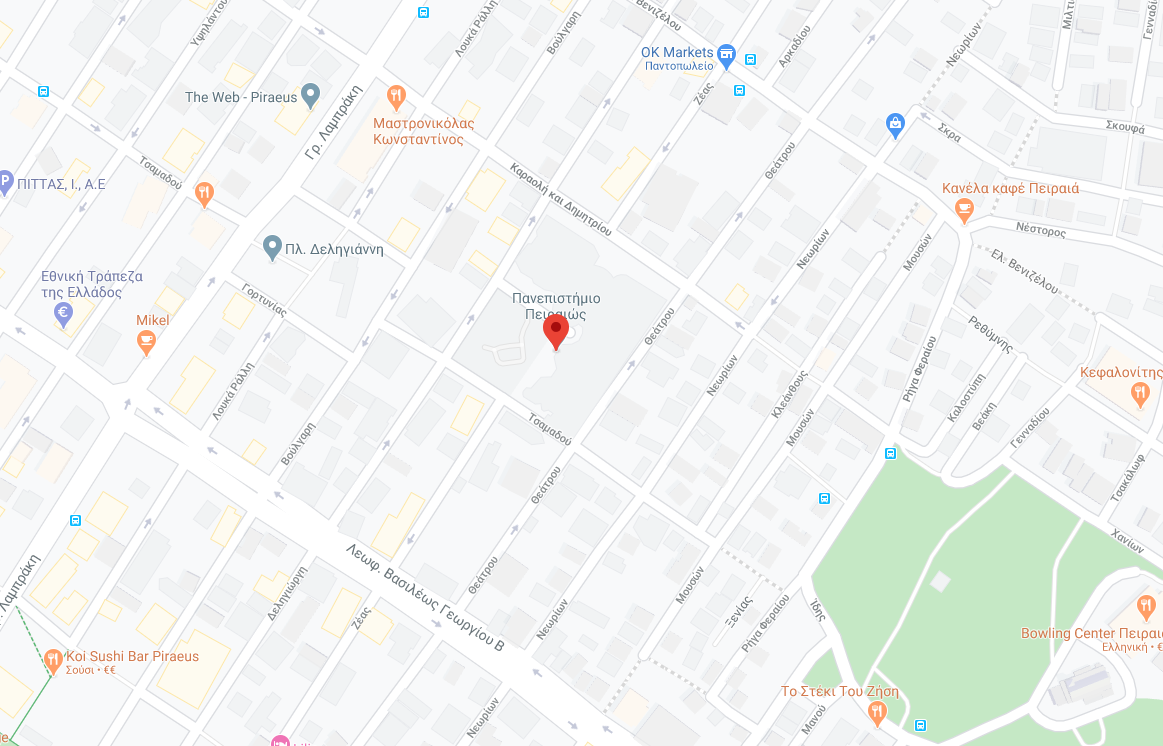 Υψηλάντου
Λουκά Ράλλη
Βούλγαρη
Βενιζέλου
Αρκαδίου
Νεωρίων
OK Markets
Παντοπωλείο
The Web - Piraeus
Γρ. Λαμπράκη
Μαστρονικόλας
Κωνσταντίνος
Ζέας
Σκρα
Σκουφά
Τσαμαδού
P
ΠΙΤΤΑΣ, Ι., Α.Ε
Καραολή και Δημητρίου
Θεάτρου
Κανέλα καφέ Πειραιά
Νέστορος
Πλ. Δεληγιάννη
Νεωρίων
Μουσών
Ελ. Βενιζέλου
Εθνική Τράπεζα
της Ελλάδος
€
Γορτυνίας
Mikel
Πανεπιστήμιο
Πειραιώς
Θεάτρου
Ρεθύμνης
Ρήγα Φεραίου
Κεφαλονίτης
Λουκά Ράλλη
Νεωρίων
Κλεάνθους
Μουσών
Καλοστύπη
Βεάκη
Γενναδίου
Βούλγαρη
Τσαμαδού
Θεάτρου
Τσακάλωφ
Χανίων
Λεωφ. Βασιλέως Γεωργίου Β
Λαμπράκη
Δεληγιώργη
Ζέας
Θεάτρου
Νεωρίων
Μουσών
Ξενίας
Ρήγα Φεραίου
Ίδης
Bowling Center Πειραι
Ελληνική • €
Koi Sushi Bar Piraeus
Σούσι • €€
Το Στέκι Του Ζήση
Μανού
Νεωρίων